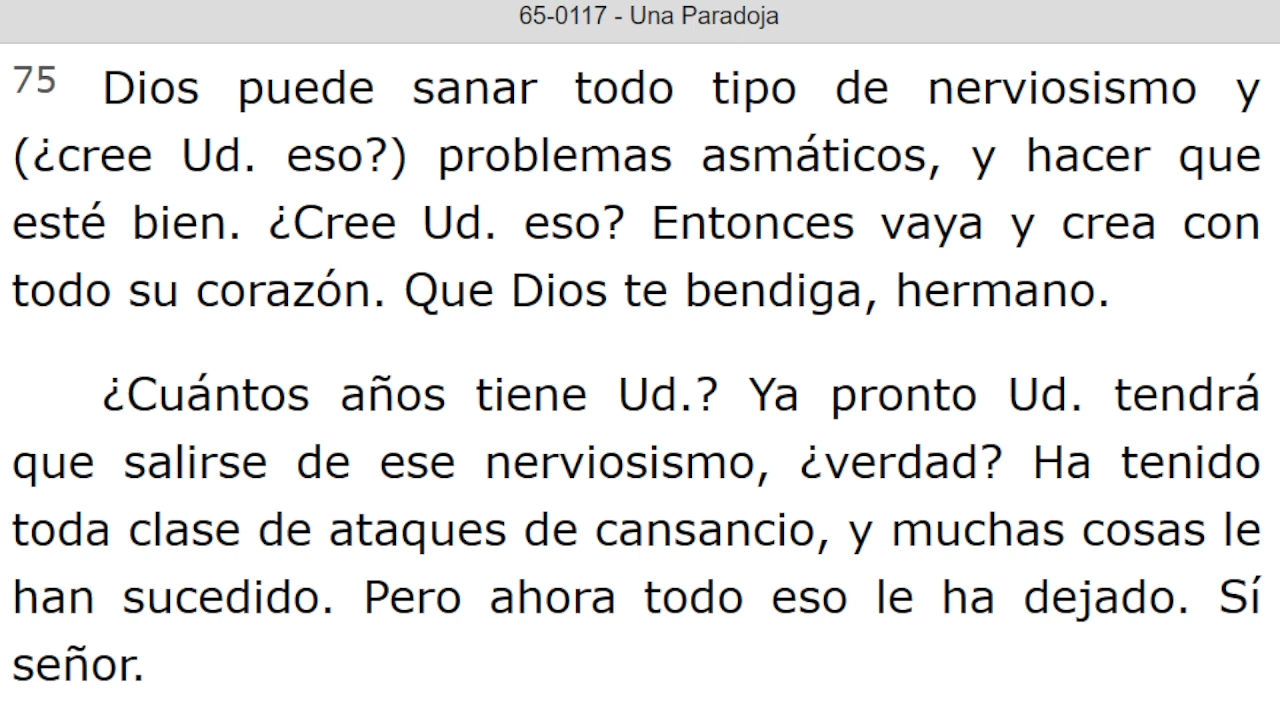 65-0117 - Una Paradoja
75 Dios puede sanar todo tipo de nerviosismo y
(¿cree Ud. eso?) problemas asmáticos, y hacer que
esté bien. ¿Cree Ud. eso? Entonces vaya y crea con
todo su corazón. Que Dios te bendiga, hermano.
¿Cuántos años tiene Ud.? Ya pronto Ud. tendrá
que salirse de ese nerviosismo, ¿verdad? Ha tenido
toda clase de ataques de cansancio, y muchas cosas le
han sucedido. Pero ahora todo eso le ha dejado. Sí
señor.